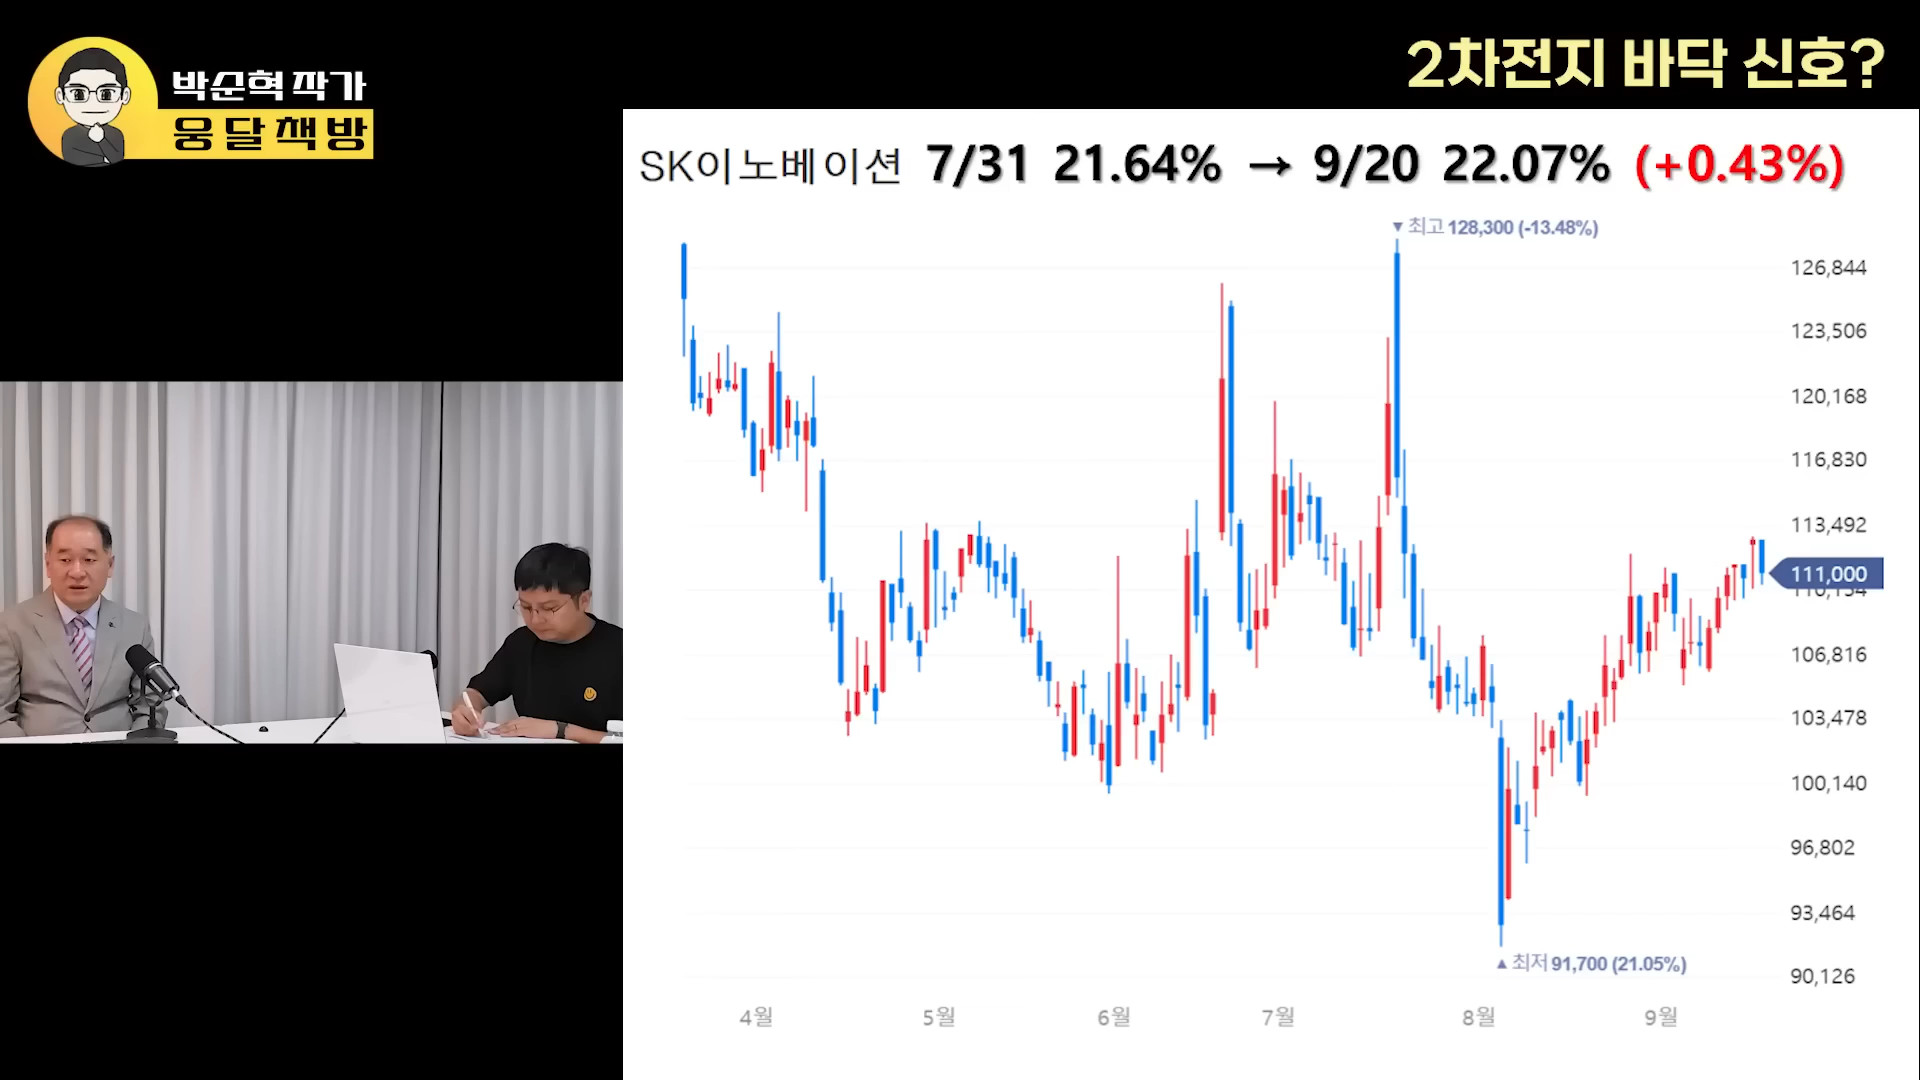 박순혁 작가
웅달책방
2차전지 바닥 신호?
SK이노베이션 7/31 21.64% → 9/20 22.07% (+0.43%)
▼최고 128,300 (-13.48%)
126,844
123,506
120,168
116,830
113,492
111,000
110,154
106,816
103,478
100,140
96,802
93,464
▲최저 91,700 (21.05%)
90,126
4월 5월 6월 7월 8월 9월